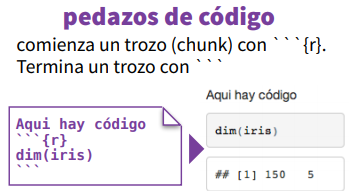 pedazos de código
comienza un trozo (chunk) con ```{r}.
Termina un trozo con ```
Aqui hay código
```{r}
dim(iris)
```
Aqui hay código
dim(iris)
## [1] 150   5